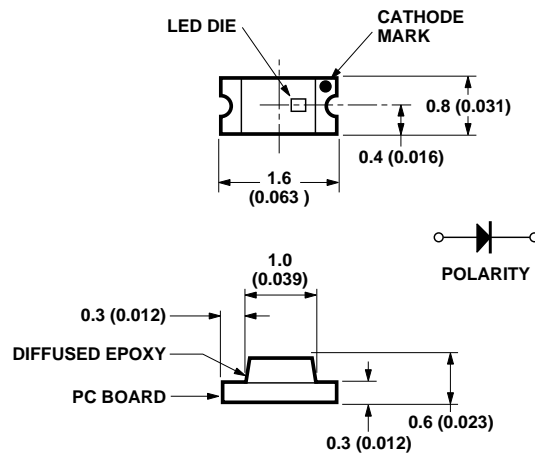 LED DIE
CATHODE
MARK
0.8 (0.031)
0.4 (0.016)
1.6
(0.063 )
POLARITY
1.0
(0.039)
0.3 (0.012)
DIFFUSED EPOXY
PC BOARD
0.6 (0.023)
0.3 (0.012)